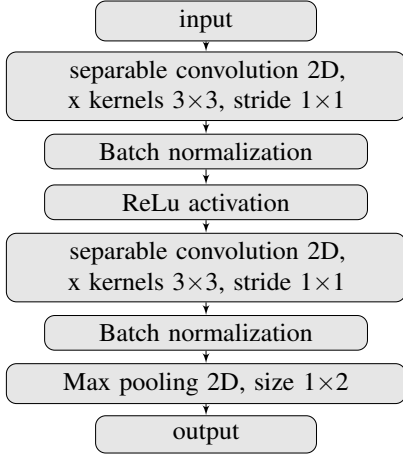 input
separable convolution 2D,
x kernels 3×3, stride 1×1
Batch normalization
ReLu activation
separable convolution 2D,
x kernels 3×3, stride 1×1
Batch normalization
Max pooling 2D, size 1×2
output